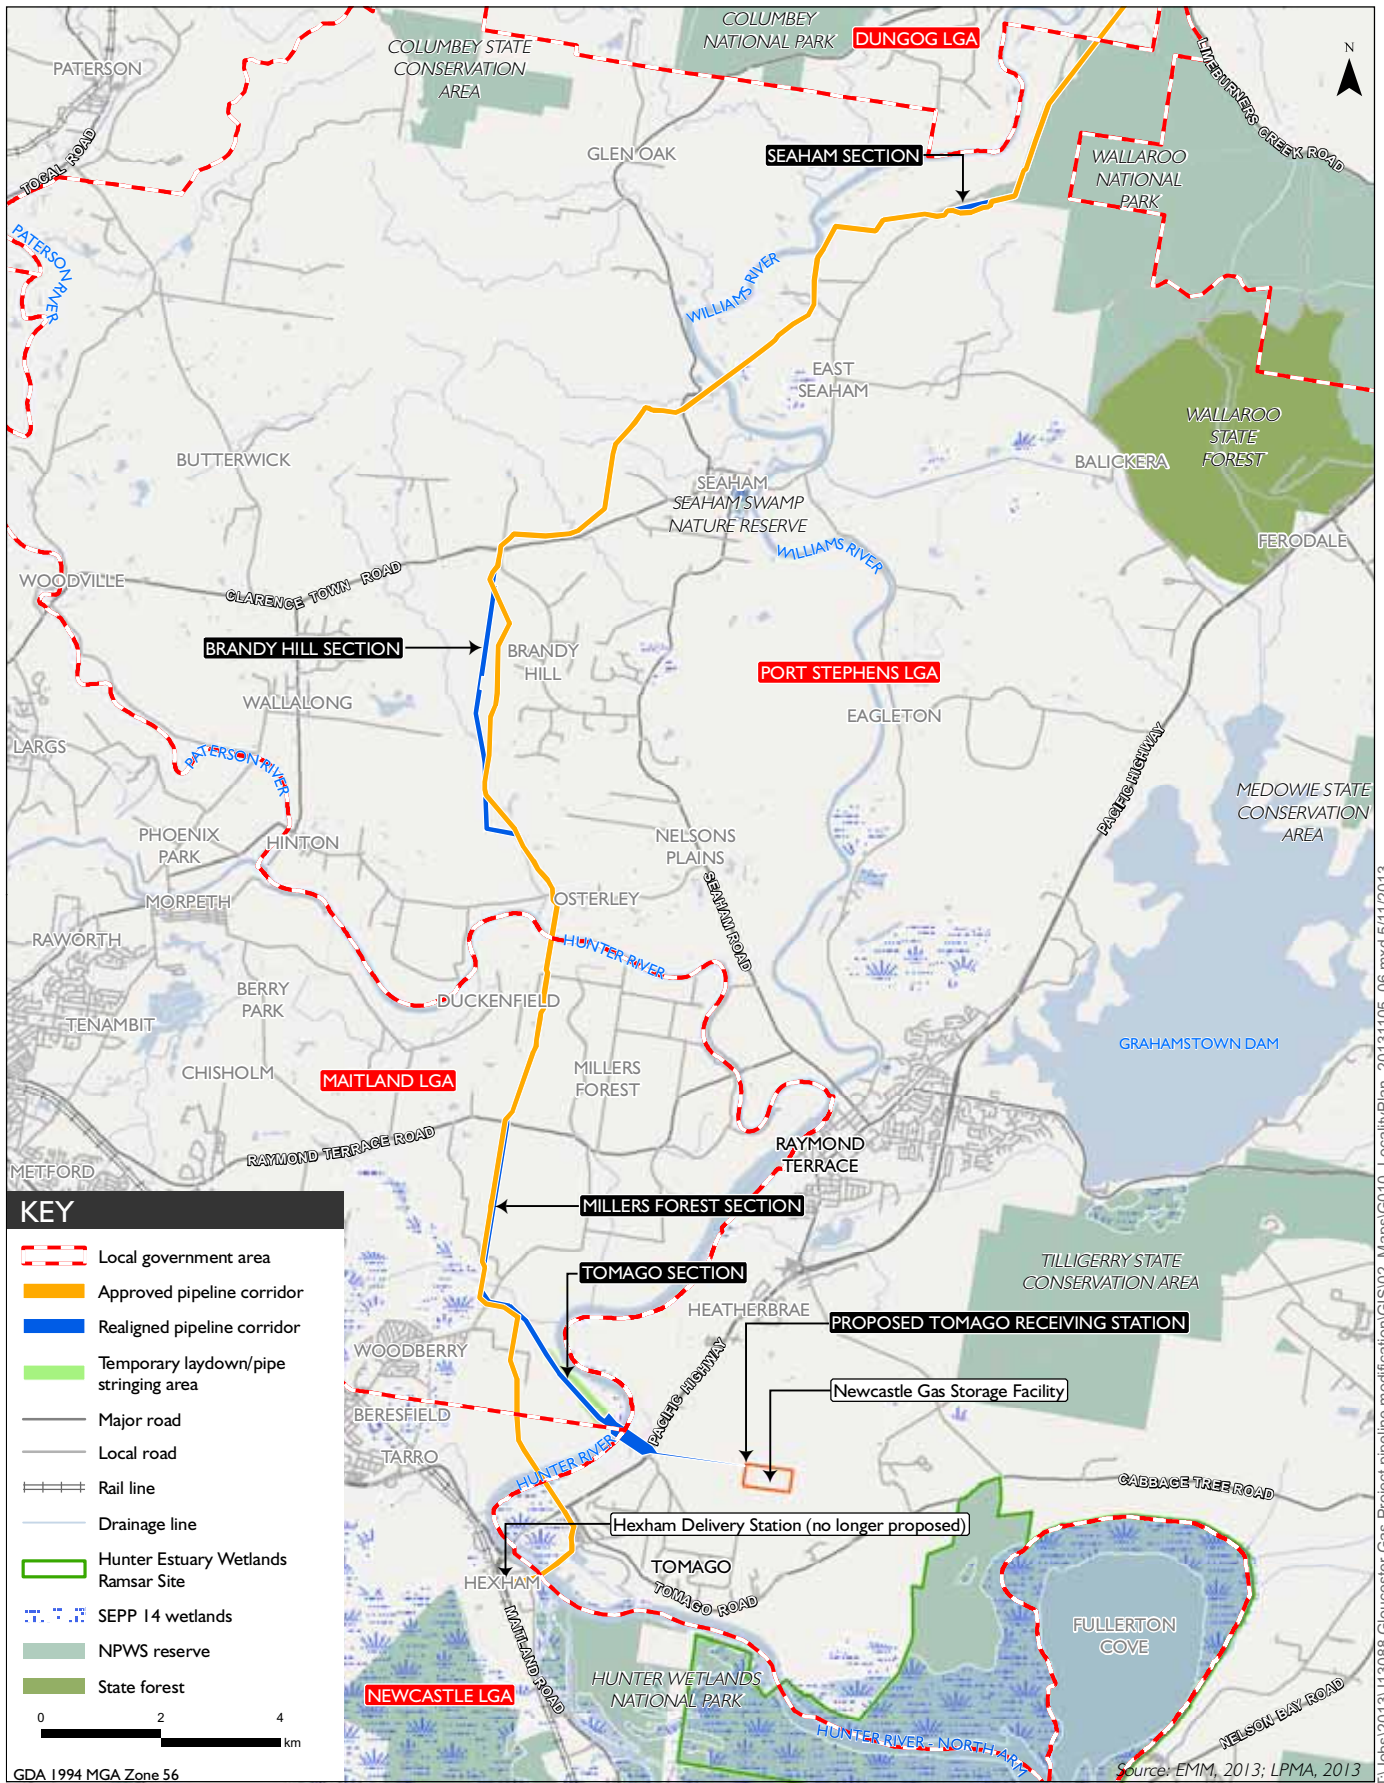 COLUMBEY
NATIONAL PARK
DUNGOG LGA
COLUMBEY STATE
CONSERVATION
AREA
PATERSON
N
LIMEBURNERS CREEK ROAD
TOCAL ROAD
GLEN OAK
SEAHAM SECTION
WALLAROO
NATIONAL
PARK
PATERSON RIVER
WILLIAMS RIVER
EAST
SEAHAM
WALLAROO
STATE
FOREST
BUTTERWICK
BALICKERA
SEAHAM
SEAHAM SWAMP
NATURE RESERVE
WILLIAMS RIVER
FERODALE
WOODVILLE
CLARENCE TOWN ROAD
BRANDY HILL SECTION
BRANDY
HILL
PORT STEPHENS LGA
WALLALONG
EAGLETON
LARGS
PATERSON RIVER
PACIFIC HIGHWAY
MEDOWIE STATE
CONSERVATION
AREA
PHOENIX
PARK
HINTON
NELSONS
PLAINS
MORPETH
OSTERLEY
SEAHAM ROAD
RAWORTH
HUNTER RIVER
BERRY
PARK
DUCKENFIELD
TENAMBIT
GRAHAMSTOWN DAM
CHISHOLM
MAITLAND LGA
MILLERS
FOREST
RAYMOND TERRACE ROAD
RAYMOND
TERRACE
METFORD
MILLERS FOREST SECTION
TOMAGO SECTION
TILLIGERRY STATE
CONSERVATION AREA
HEATHERBRAE
PROPOSED TOMAGO RECEIVING STATION
WOODBERRY
PACIFIC HIGHWAY
Newcastle Gas Storage Facility
BERESFIELD
TARRO
HUNTER RIVER
CABBAGE TREE ROAD
Hexham Delivery Station (no longer proposed)
TOMAGO
HEXHAM
TOMAGO ROAD
MAITLAND ROAD
FULLERTON
COVE
HUNTER WETLANDS
NATIONAL PARK
NEWCASTLE LGA
HUNTER RIVER - NORTH ARM
NELSON BAY ROAD
Source: EMM, 2013; LPMA, 2013
KEY
Local government area
Approved pipeline corridor
Realigned pipeline corridor
Temporary laydown/pipe
stringing area
Major road
Local road
Rail line
Drainage line
Hunter Estuary Wetlands
Ramsar Site
SEPP 14 wetlands
NPWS reserve
State forest
0 2 4
km
GDA 1994 MGA Zone 56